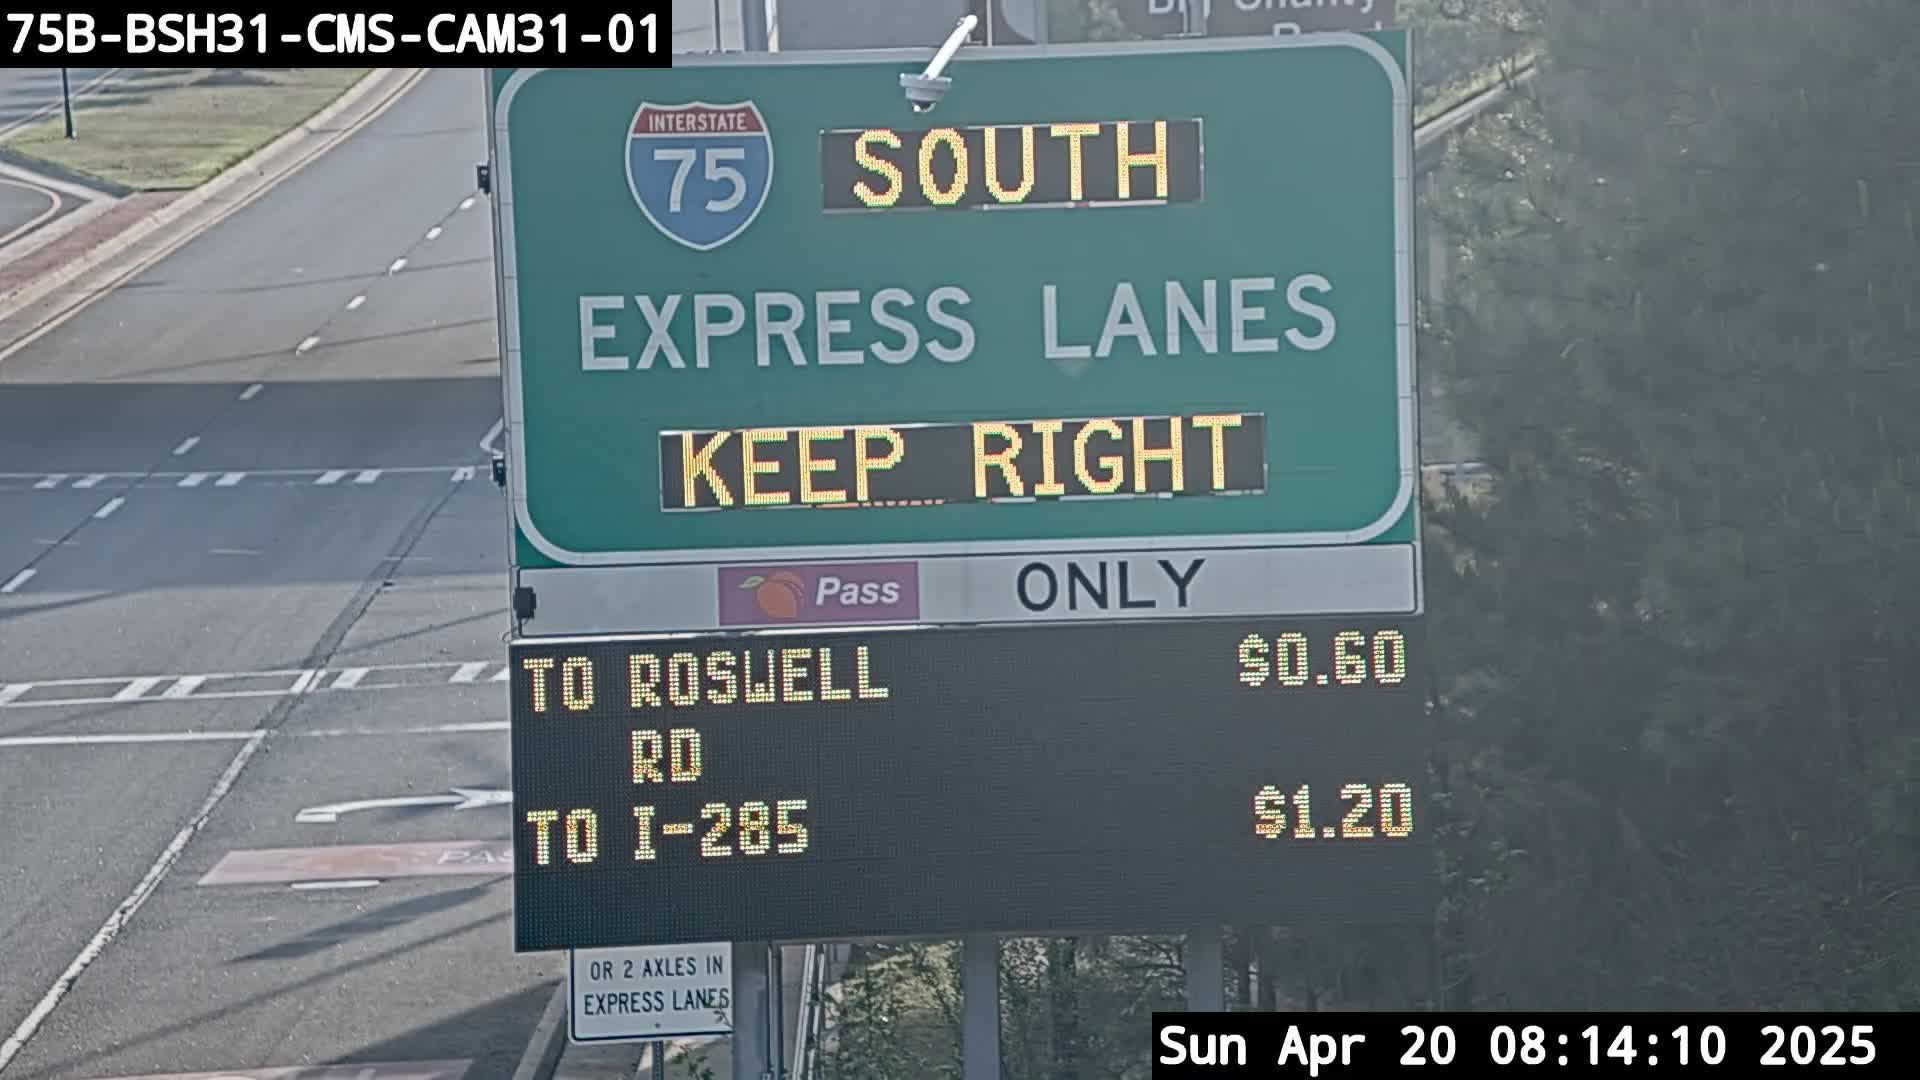 75B-BSH31-CMS-CAM31-01
INTERSTATE
75
SOUTH
EXPRESS LANES
KEEP RIGHT
Pass ONLY
TO ROSWELL $0.60
RD
TO I-285 $1.20
OR 2 AXLES IN
EXPRESS LANES
Sun Apr 20 08:14:10 2025